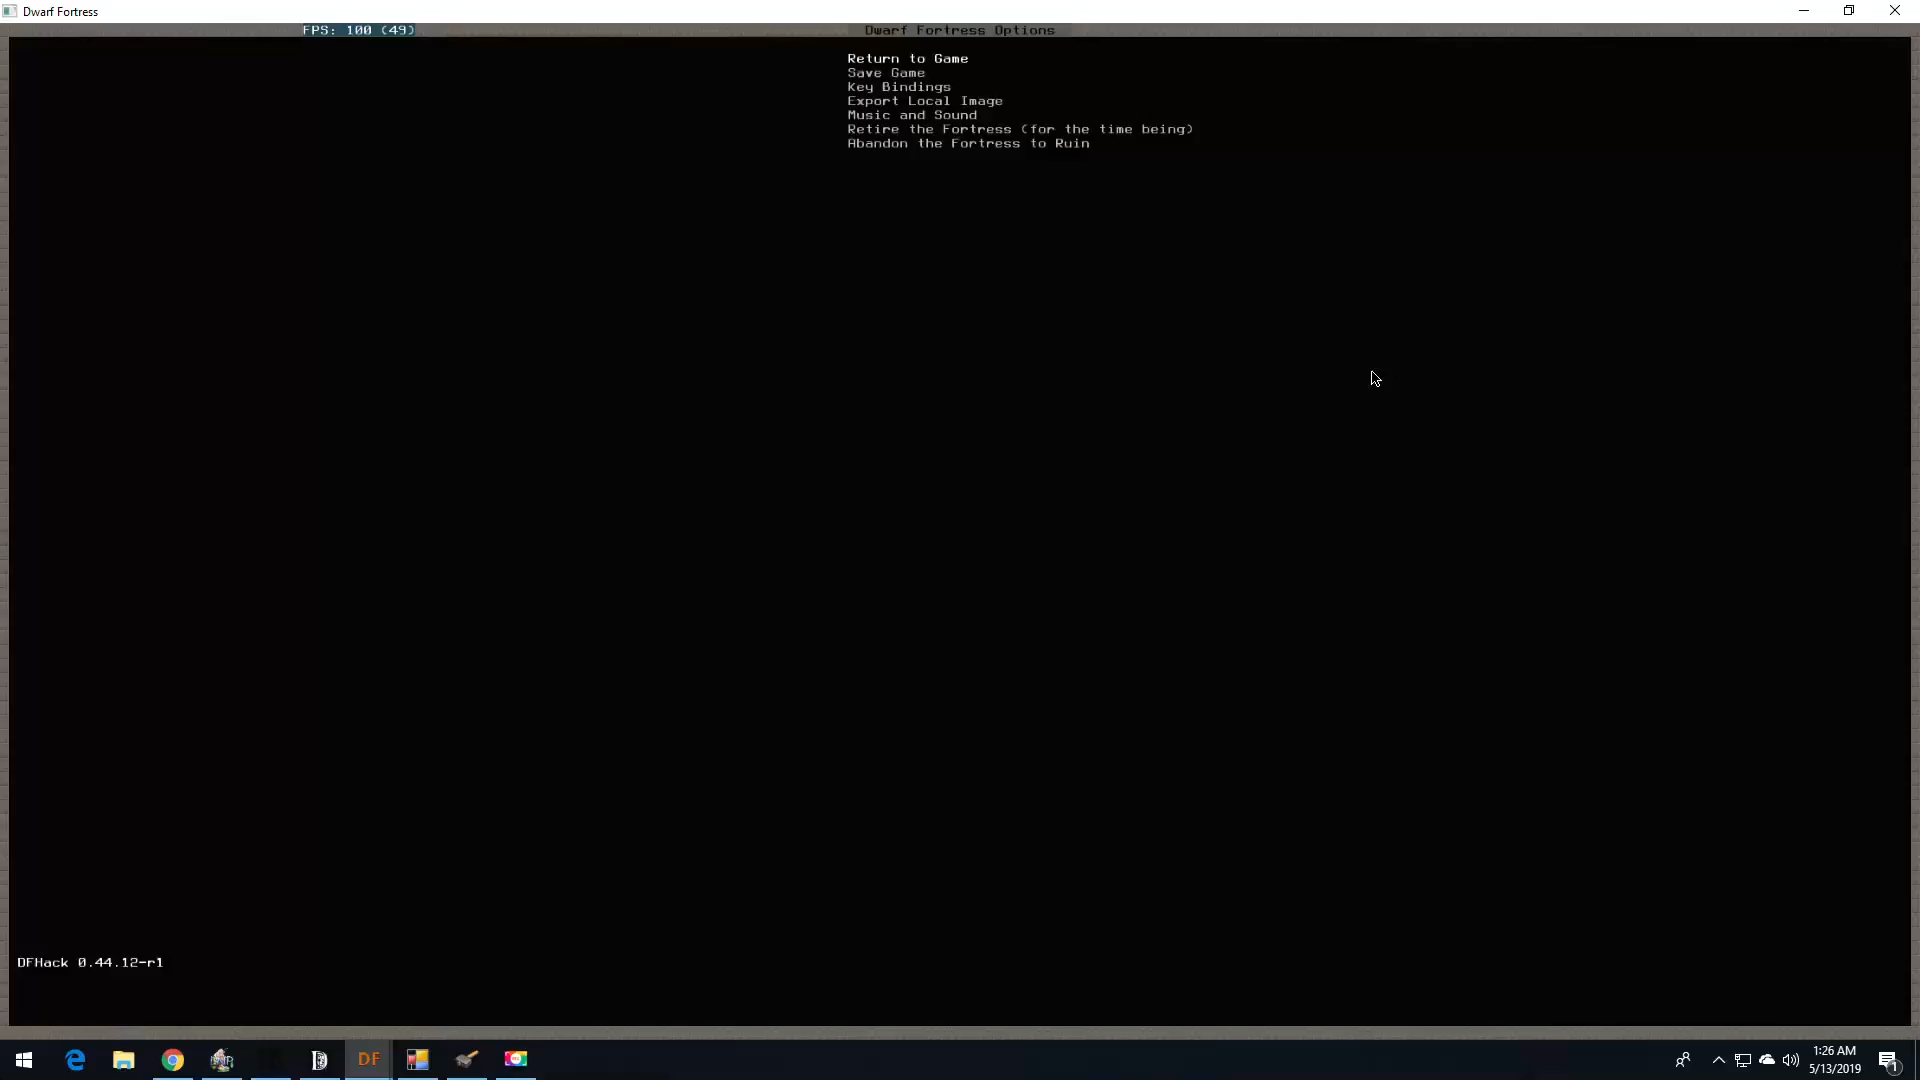 Dwarf Fortress
FPS: 100 (49)
Dwarf Fortress Options
Return to Game
Save Game
Key Bindings
Export Local Image
Music and Sound
Retire the Fortress (for the time being)
Abandon the Fortress to Ruin
DFHack 0.44.12-r1
DF
1:26 AM
5/13/2019
1